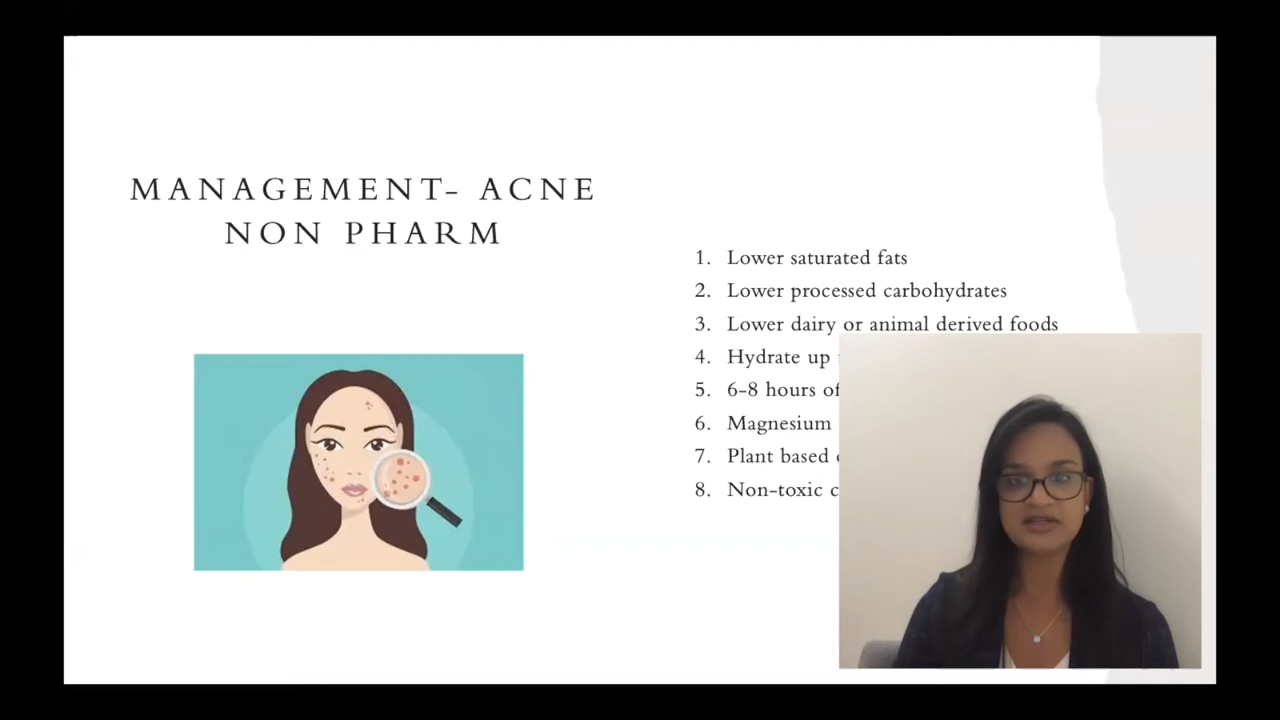 MANAGEMENT- ACNE
NON PHARM
1. Lower saturated fats
2. Lower processed carbohydrates
3. Lower dairy or animal derived foods
4. Hydrate up
5. 6-8 hours of
6. Magnesium
7. Plant based
8. Non-toxic